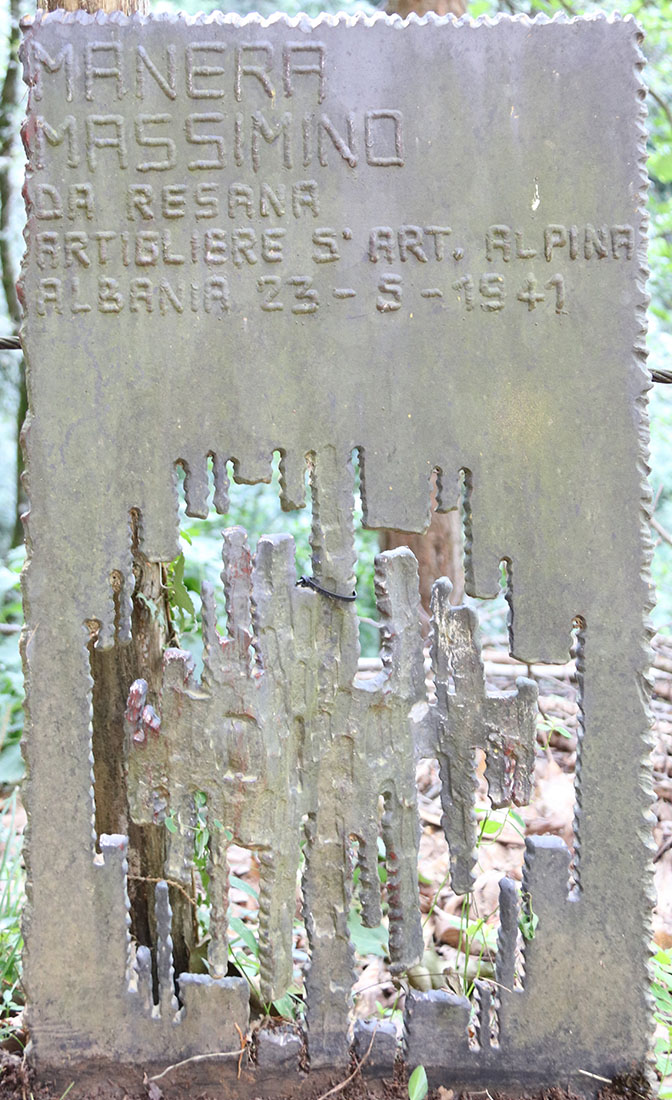 MANERA
MASSIMINO
DA RESANA
ARTIGLIERE 5° ART. ALPINA
ALBANIA 23-5-1941